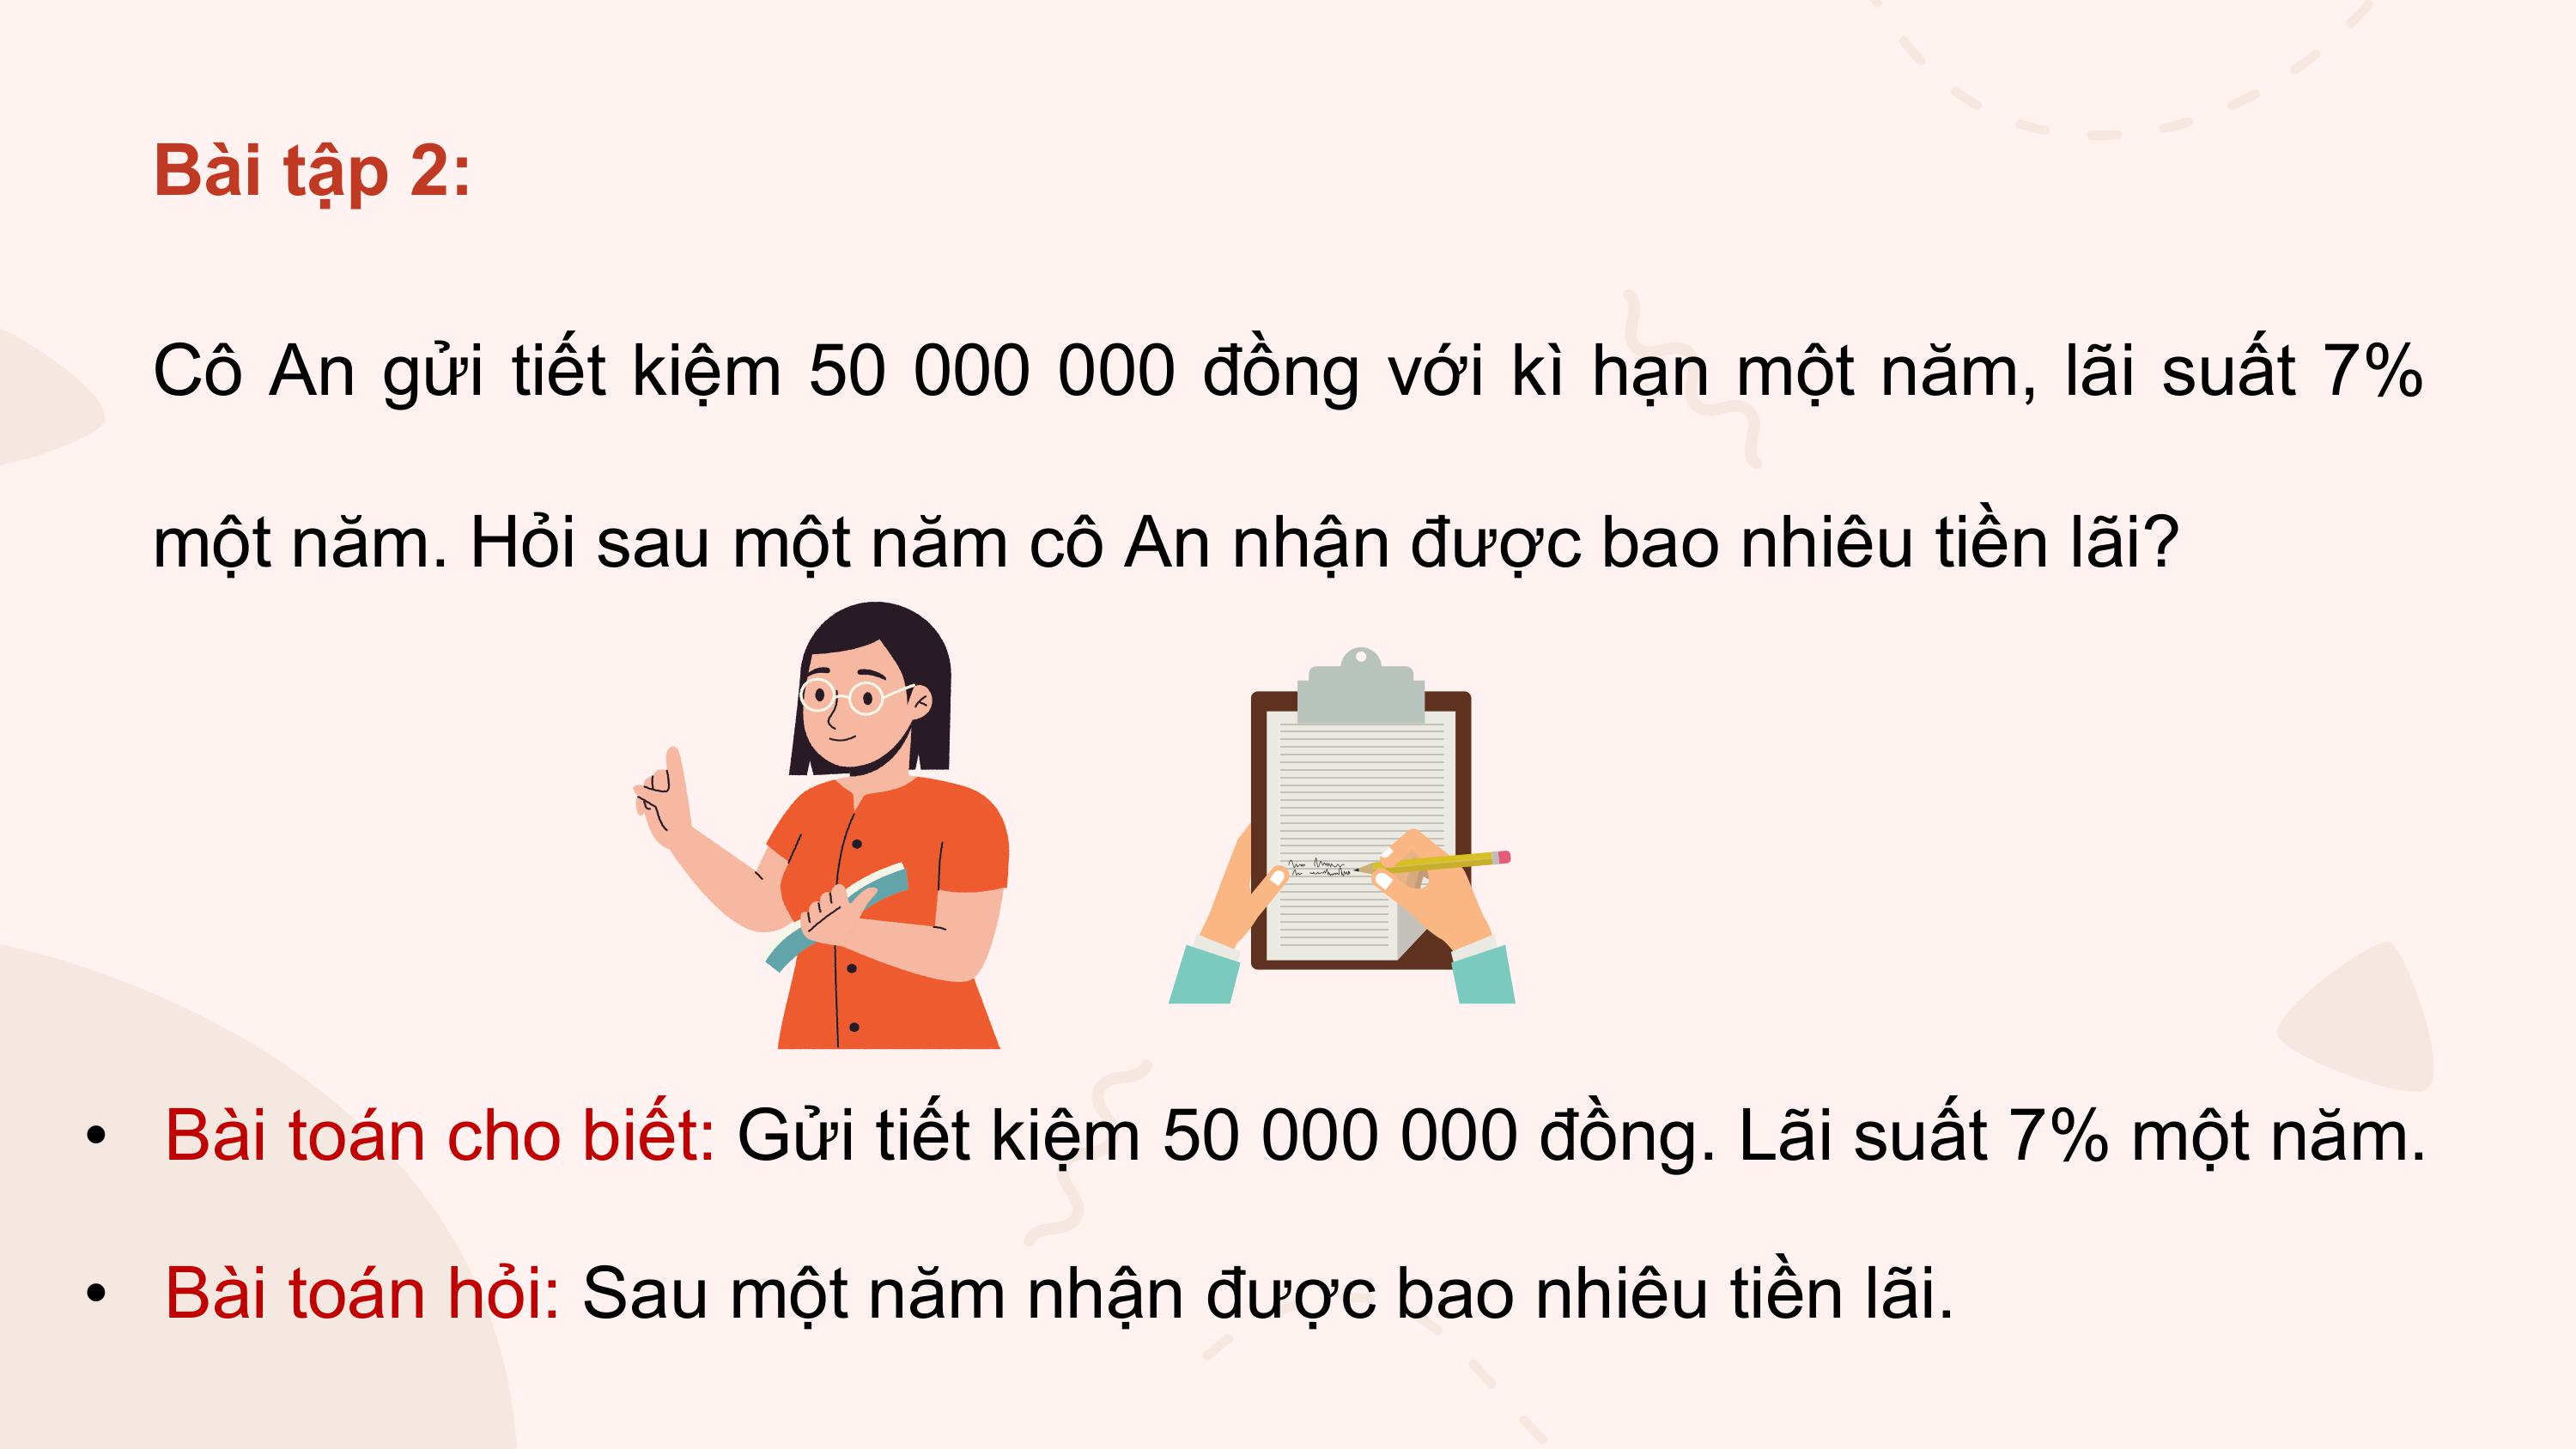 Bài tập 2:
Cô An gửi tiết kiệm 50 000 000 đồng với kì hạn một năm, lãi suất 7%
một năm. Hỏi sau một năm cô An nhận được bao nhiêu tiền lãi?
• Bài toán cho biết: Gửi tiết kiệm 50 000 000 đồng. Lãi suất 7% một năm.
• Bài toán hỏi: Sau một năm nhận được bao nhiêu tiền lãi.